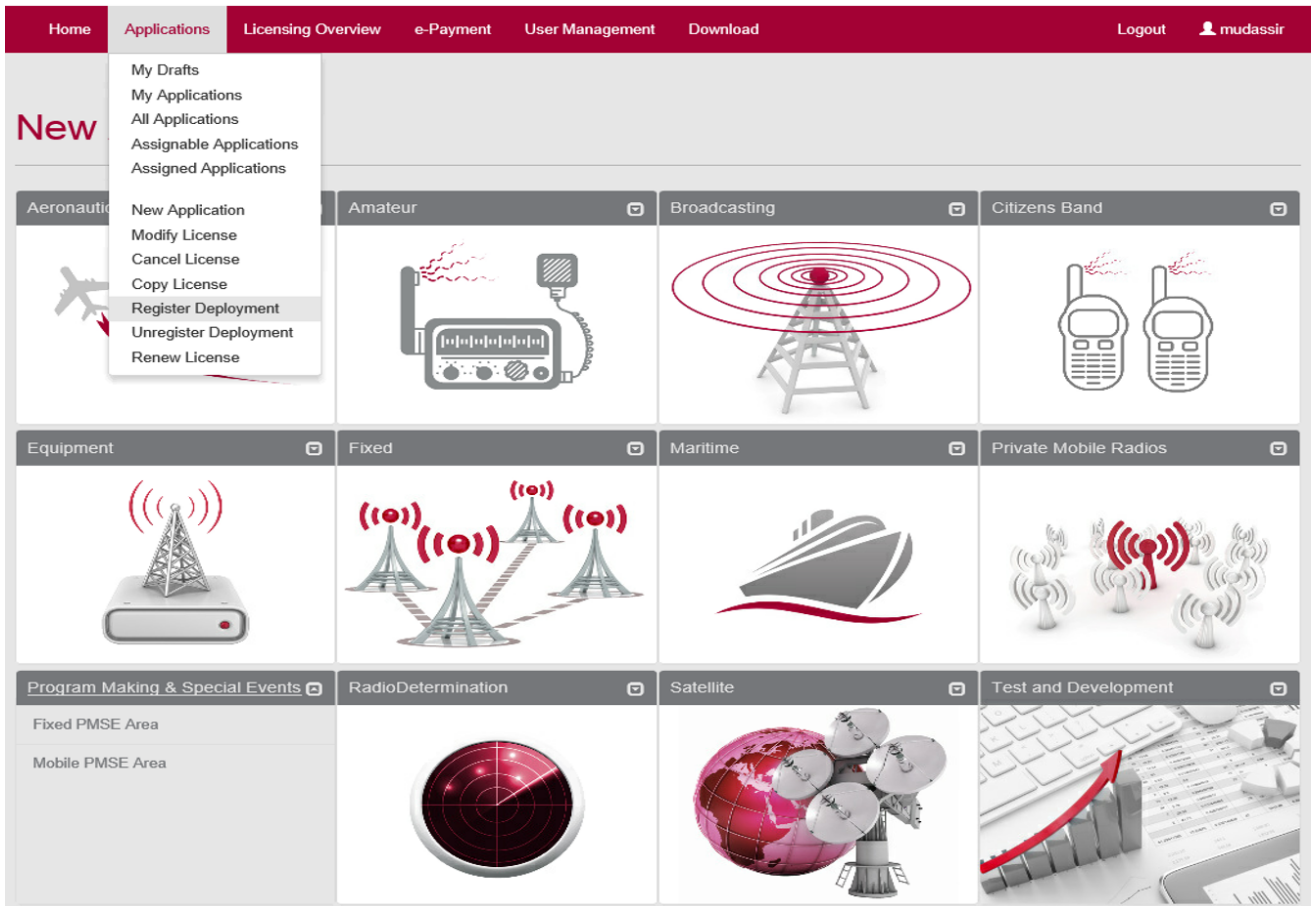 Home Applications Licensing Overview e-Payment User Management Download Logout mudassir
My Drafts
My Applications
All Applications
Assignable Applications
Assigned Applications
New Application
Modify License
Cancel License
Copy License
Register Deployment
Unregister Deployment
Renew License
New
Amateur Broadcasting Citizens Band
Equipment Fixed Maritime Private Mobile Radios
Program Making & Special Events RadioDetermination Satellite Test and Development
Fixed PMSE Area
Mobile PMSE Area